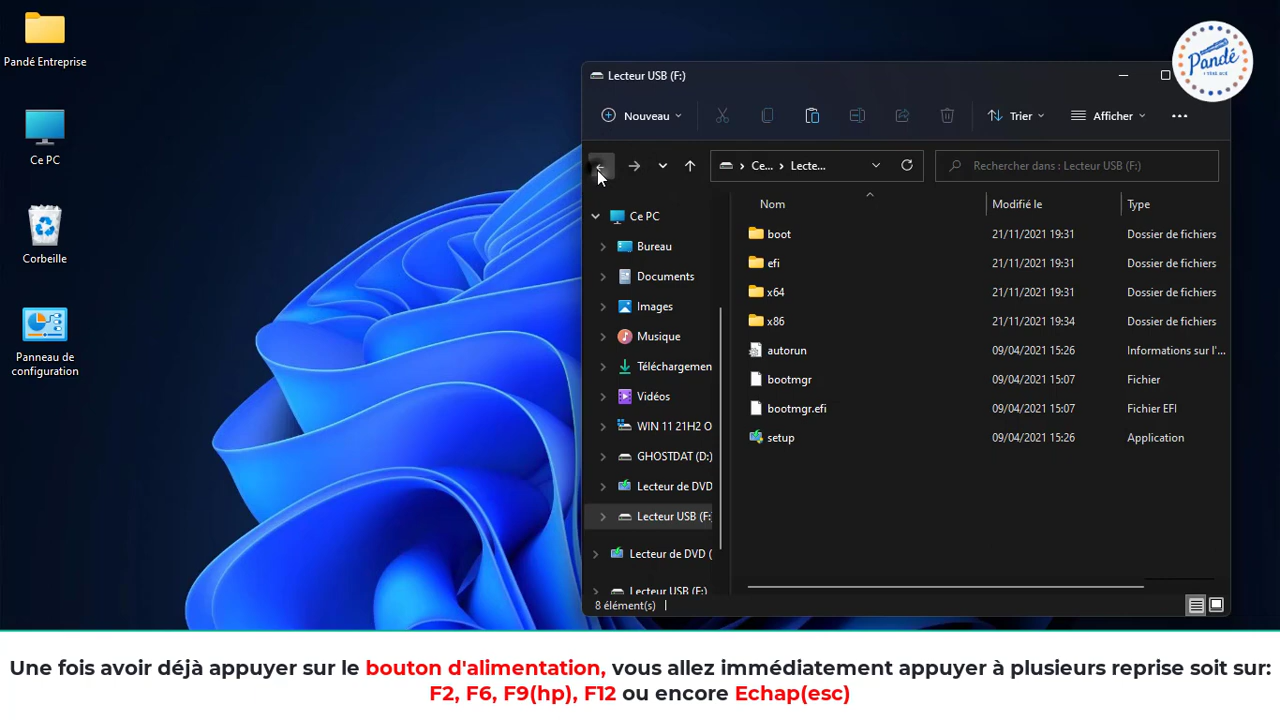 Pandé Entreprise
Ce PC
Corbeille
Panneau de
configuration
Lecteur USB (F:)
Pandé
Nouveau
Trier
Afficher
Ce...
Lecte...
Rechercher dans : Lecteur USB (F:)
Nom Modifié le Type
Ce PC
Bureau
Documents
Images
Musique
Téléchargemen
Vidéos
WIN 11 21H2 O
GHOSTDAT (D:)
Lecteur de DVD
Lecteur USB (F:
Lecteur de DVD (
Lecteur USB (F:)
boot 21/11/2021 19:31 Dossier de fichiers
efi 21/11/2021 19:31 Dossier de fichiers
x64 21/11/2021 19:31 Dossier de fichiers
x86 21/11/2021 19:34 Dossier de fichiers
autorun 09/04/2021 15:26 Informations sur l'...
bootmgr 09/04/2021 15:07 Fichier
bootmgr.efi 09/04/2021 15:07 Fichier EFI
setup 09/04/2021 15:26 Application
8 élément(s)
Une fois avoir déjà appuyer sur le bouton d'alimentation, vous allez immédiatement appuyer à plusieurs reprise soit sur:
F2, F6, F9(hp), F12 ou encore Echap(esc)